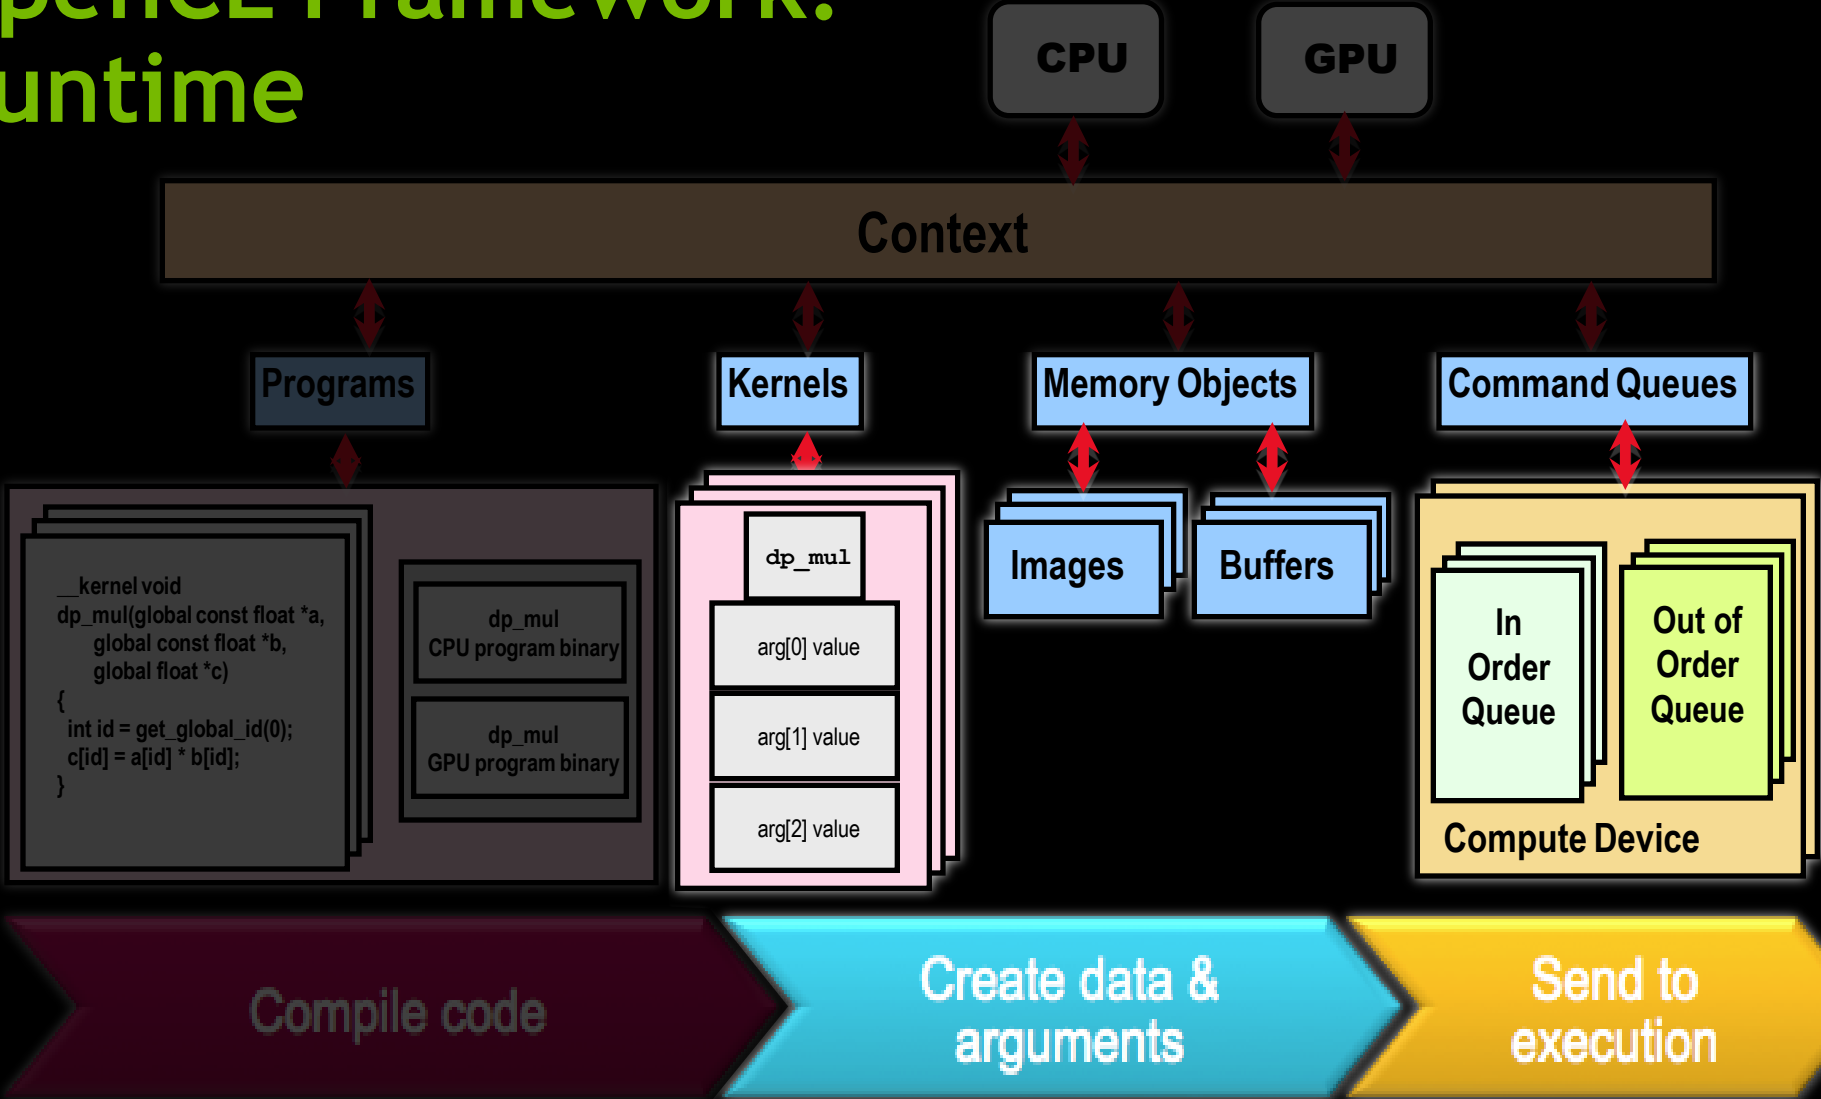 penCL Framework:
untime
CPU
GPU
Context
Programs
Kernels
Memory Objects
Command Queues
__kernel void
dp_mul(global const float *a,
global const float *b,
global float *c)
{
int id = get_global_id(0);
c[id] = a[id] * b[id];
}
dp_mul
CPU program binary
dp_mul
GPU program binary
dp_mul
arg[0] value
arg[1] value
arg[2] value
Images
Buffers
In
Order
Queue
Out of
Order
Queue
Compute Device
Compile code
Create data &
arguments
Send to
execution